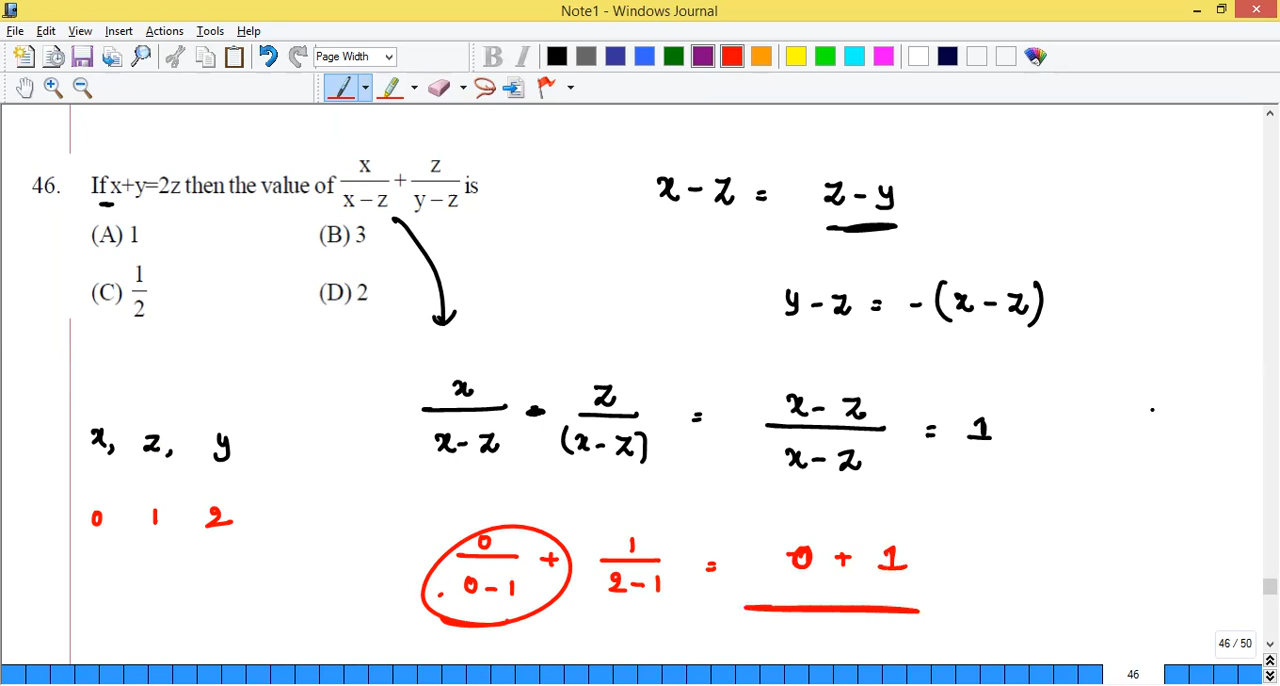 Note1 - Windows Journal
File Edit View Insert Actions Tools Help
Page Width
B I
46. If x+y=2z then the value of x/(x – z) + z/(y – z) is
(A) 1 (B) 3
(C) 1/2 (D) 2
x - z = z - y
y - z = -(x - z)
x/(x - z) - z/(x - z) = (x - z)/(x - z) = 1
x, z, y
0 1 2
0/(0 - 1) + 1/(2 - 1) = 0 + 1
46 / 50
46